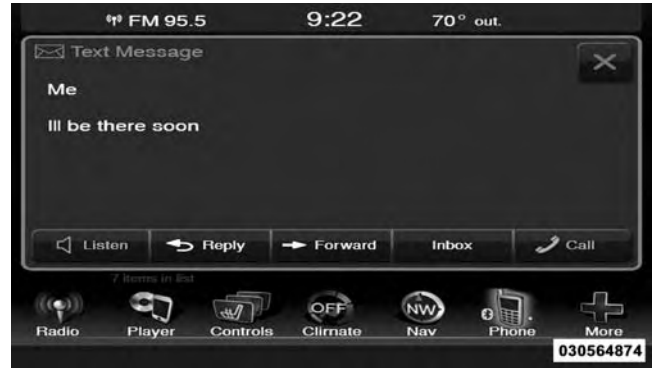 FM 95.5 9:22 70° out.
Text Message
Me
Ill be there soon
Listen Reply Forward Inbox Call
7 items in list
OFF NW
Radio Player Controls Climate Nav Phone More
030564874